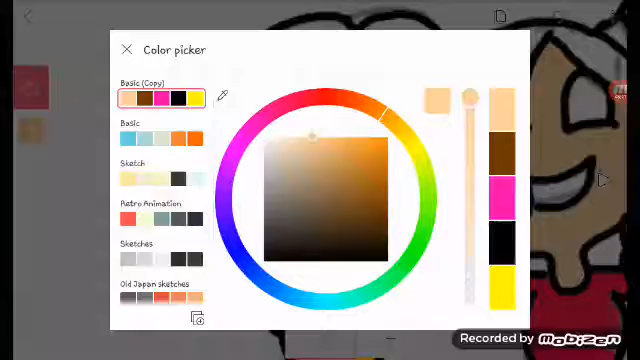 Color picker
Basic (Copy)
Basic
Sketch
Retro Animation
Sketches
Old Japan sketches
Recorded by Mobizen